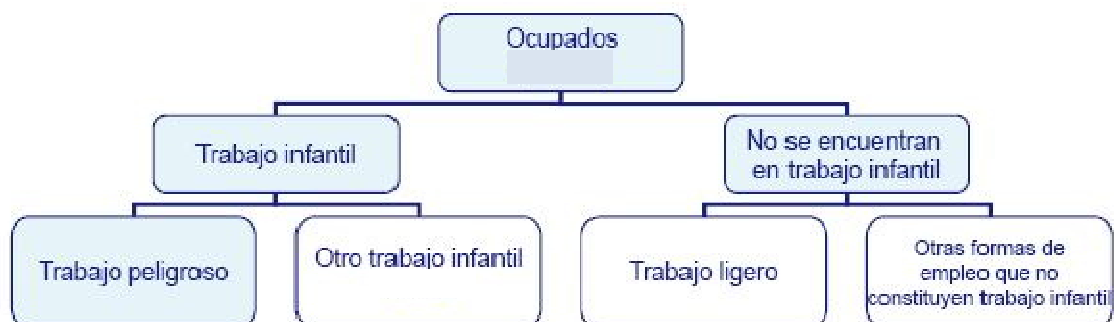 Ocupados
Trabajo infantil
No se encuentran
en trabajo infantil
Trabajo peligroso
Otro trabajo infantil
Trabajo ligero
Otras formas de
empleo que no
constituyen trabajo infantil